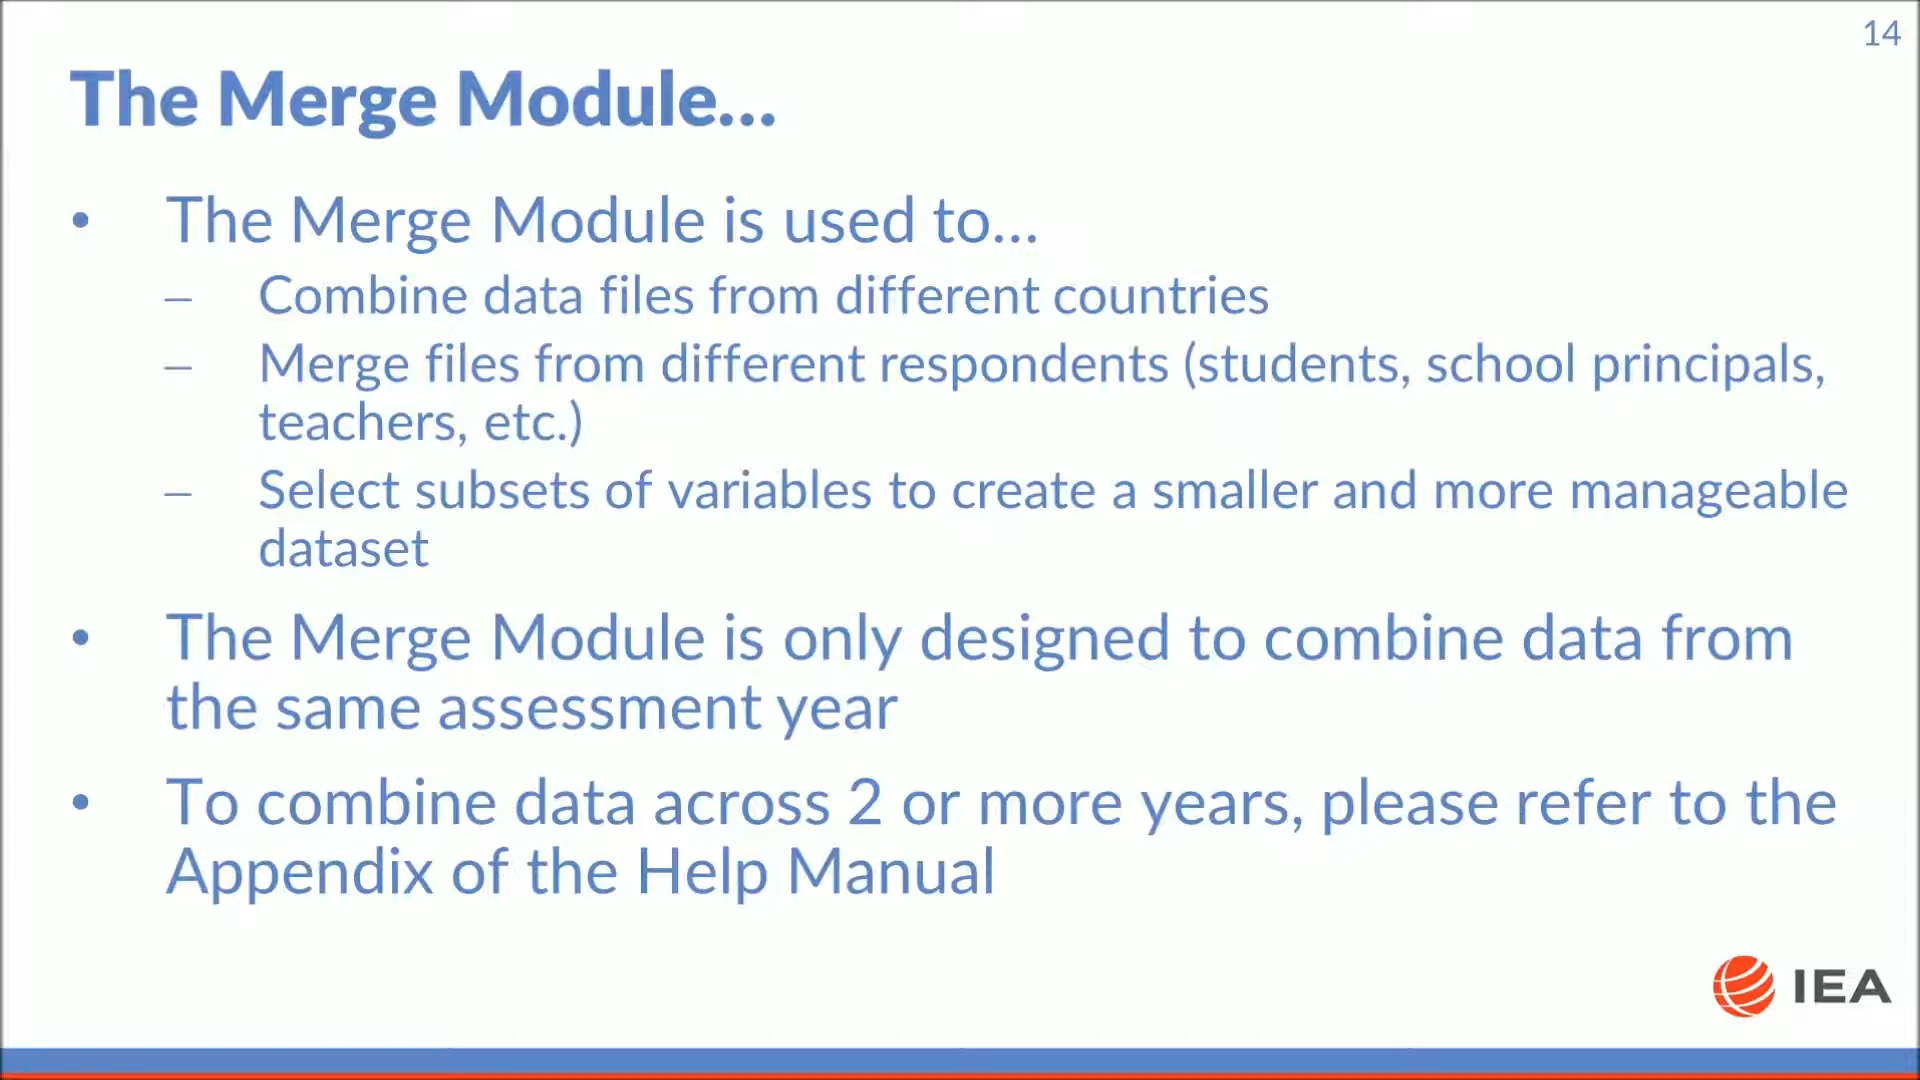 14
The Merge Module...
• The Merge Module is used to...
– Combine data files from different countries
– Merge files from different respondents (students, school principals,
teachers, etc.)
– Select subsets of variables to create a smaller and more manageable
dataset
• The Merge Module is only designed to combine data from
the same assessment year
• To combine data across 2 or more years, please refer to the
Appendix of the Help Manual
IEA